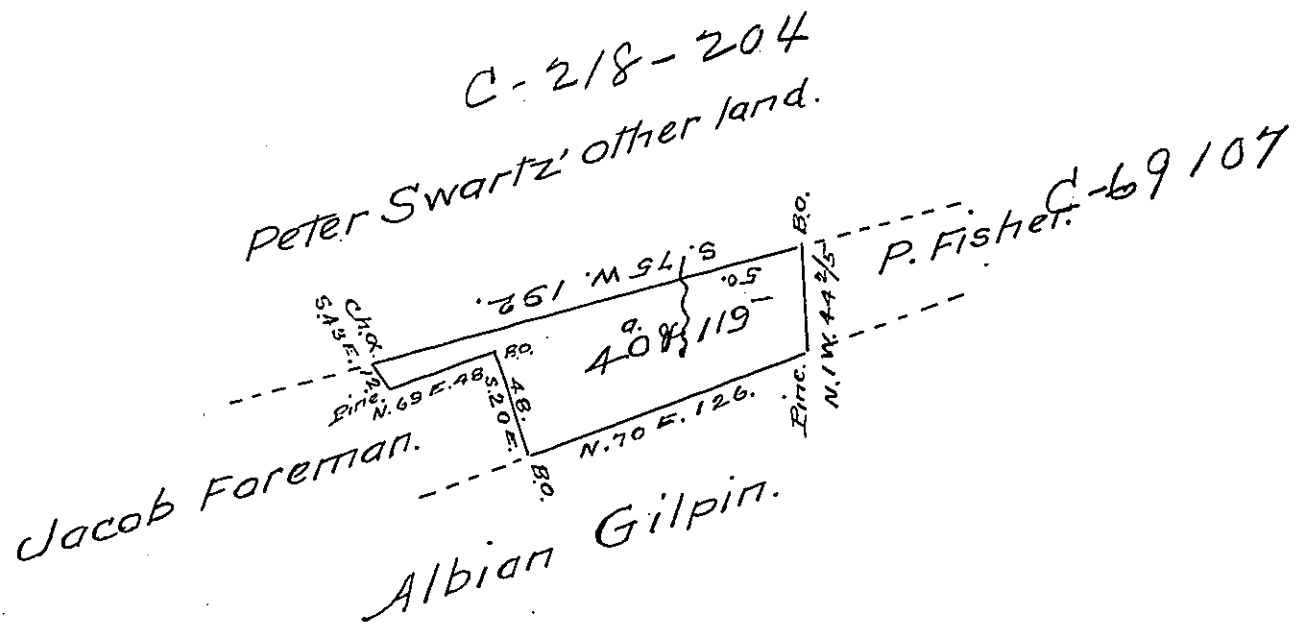 C-218-204
Peter Swartz' other land.
C-69 107
P. Fisher.
S. 75 W. 192.
50.
B.O.
N. 1 W. 44 2/5
Pine.
40a. 119
Ch.O.
S. 43 E. 12.
Pine.
N. 69 E. 48.
B.O.
S. 20 E. 48.
B.O.
N. 70 E. 126.
Jacob Foreman.
Albian Gilpin.